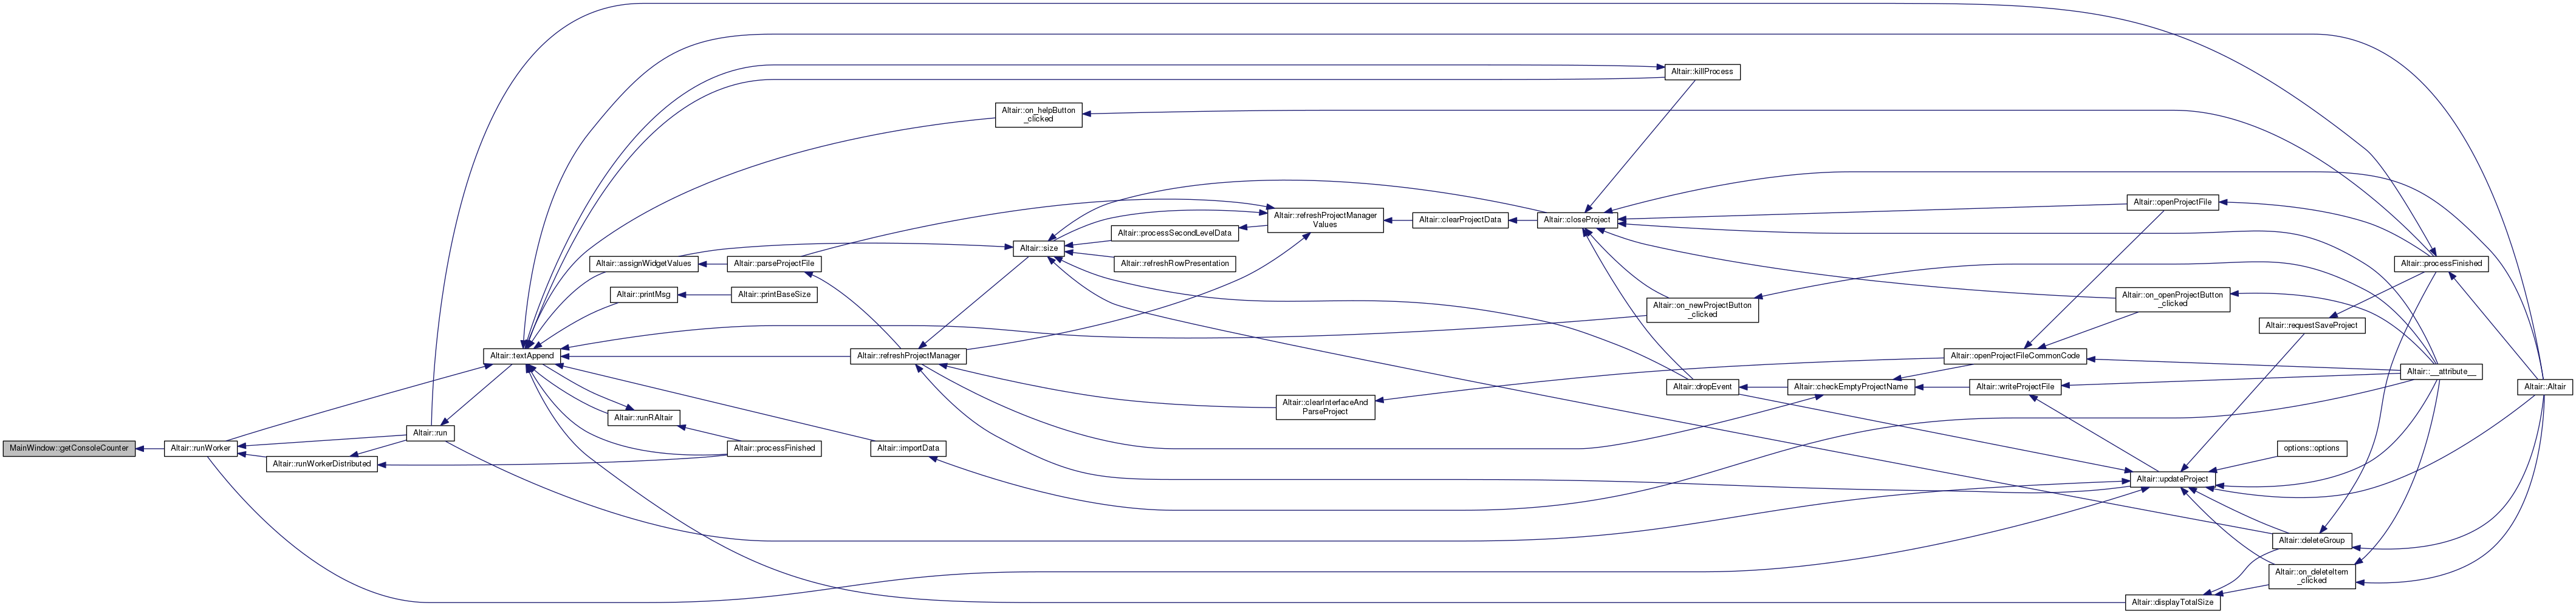 MainWindow::getConsoleCounter
Altair::runWorker
Altair::runWorkerDistributed
Altair::run
Altair::textAppend
Altair::assignWidgetValues
Altair::printMsg
Altair::runRAltair
Altair::parseProjectFile
Altair::printBaseSize
Altair::processFinished
Altair::refreshProjectManager
Altair::importData
Altair::on_helpButton
_clicked
Altair::size
Altair::processSecondLevelData
Altair::refreshRowPresentation
Altair::refreshProjectManager
Values
Altair::clearInterfaceAnd
ParseProject
Altair::clearProjectData
Altair::closeProject
Altair::killProcess
Altair::on_newProjectButton
_clicked
Altair::dropEvent
Altair::checkEmptyProjectName
Altair::openProjectFileCommonCode
Altair::writeProjectFile
Altair::openProjectFile
Altair::on_openProjectButton
_clicked
Altair::updateProject
Altair::displayTotalSize
Altair::requestSaveProject
options::options
Altair::deleteGroup
Altair::on_deleteItem
_clicked
Altair::processFinished
Altair::__attribute__
Altair::Altair